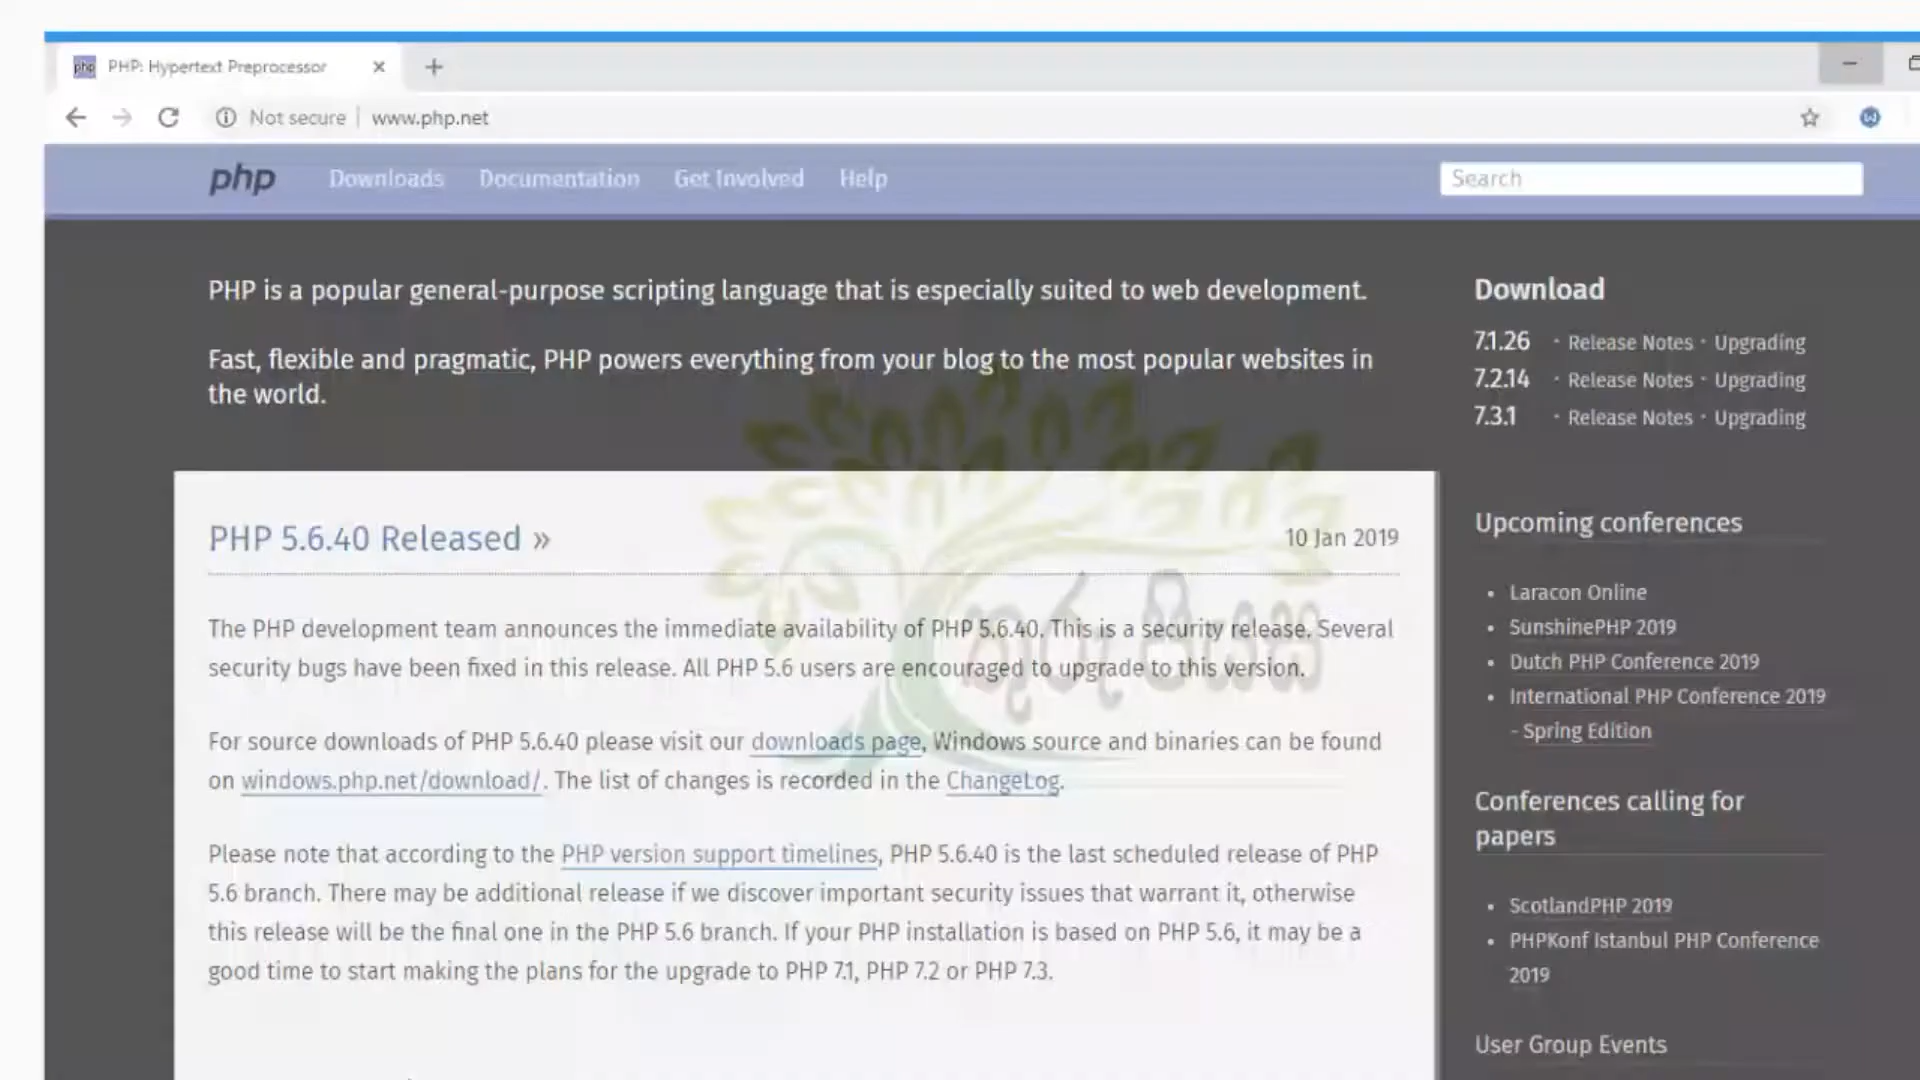 php PHP: Hypertext Preprocessor
Not secure | www.php.net
php Downloads Documentation Get Involved Help Search
PHP is a popular general-purpose scripting language that is especially suited to web development.
Fast, flexible and pragmatic, PHP powers everything from your blog to the most popular websites in
the world.
PHP 5.6.40 Released » 10 Jan 2019
The PHP development team announces the immediate availability of PHP 5.6.40. This is a security release. Several
security bugs have been fixed in this release. All PHP 5.6 users are encouraged to upgrade to this version.
For source downloads of PHP 5.6.40 please visit our downloads page, Windows source and binaries can be found
on windows.php.net/download/. The list of changes is recorded in the ChangeLog.
Please note that according to the PHP version support timelines, PHP 5.6.40 is the last scheduled release of PHP
5.6 branch. There may be additional release if we discover important security issues that warrant it, otherwise
this release will be the final one in the PHP 5.6 branch. If your PHP installation is based on PHP 5.6, it may be a
good time to start making the plans for the upgrade to PHP 7.1, PHP 7.2 or PHP 7.3.
Download
7.1.26 · Release Notes · Upgrading
7.2.14 · Release Notes · Upgrading
7.3.1 · Release Notes · Upgrading
Upcoming conferences
• Laracon Online
• SunshinePHP 2019
• Dutch PHP Conference 2019
• International PHP Conference 2019
- Spring Edition
Conferences calling for
papers
• ScotlandPHP 2019
• PHPKonf Istanbul PHP Conference
2019
User Group Events
ගුරු පියස